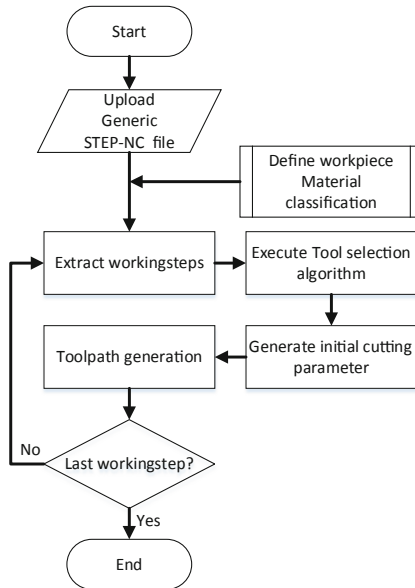 Start
Upload
Generic
STEP-NC file
Define workpiece
Material
classification
Extract workingsteps
Execute Tool selection
algorithm
Toolpath generation
Generate initial cutting
parameter
No
Last workingstep?
Yes
End